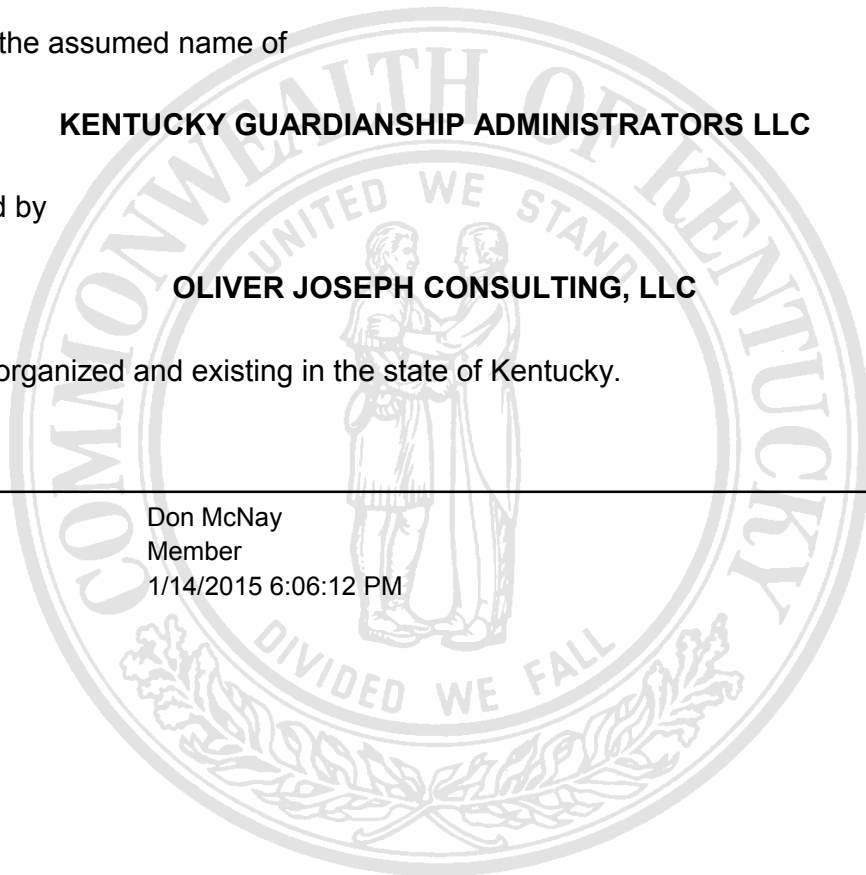 the assumed name of
KENTUCKY GUARDIANSHIP ADMINISTRATORS LLC
d by
OLIVER JOSEPH CONSULTING, LLC
organized and existing in the state of Kentucky.
Don McNay
Member
1/14/2015 6:06:12 PM
COMMONWEALTH OF KENTUCKY
UNITED WE STAND
DIVIDED WE FALL